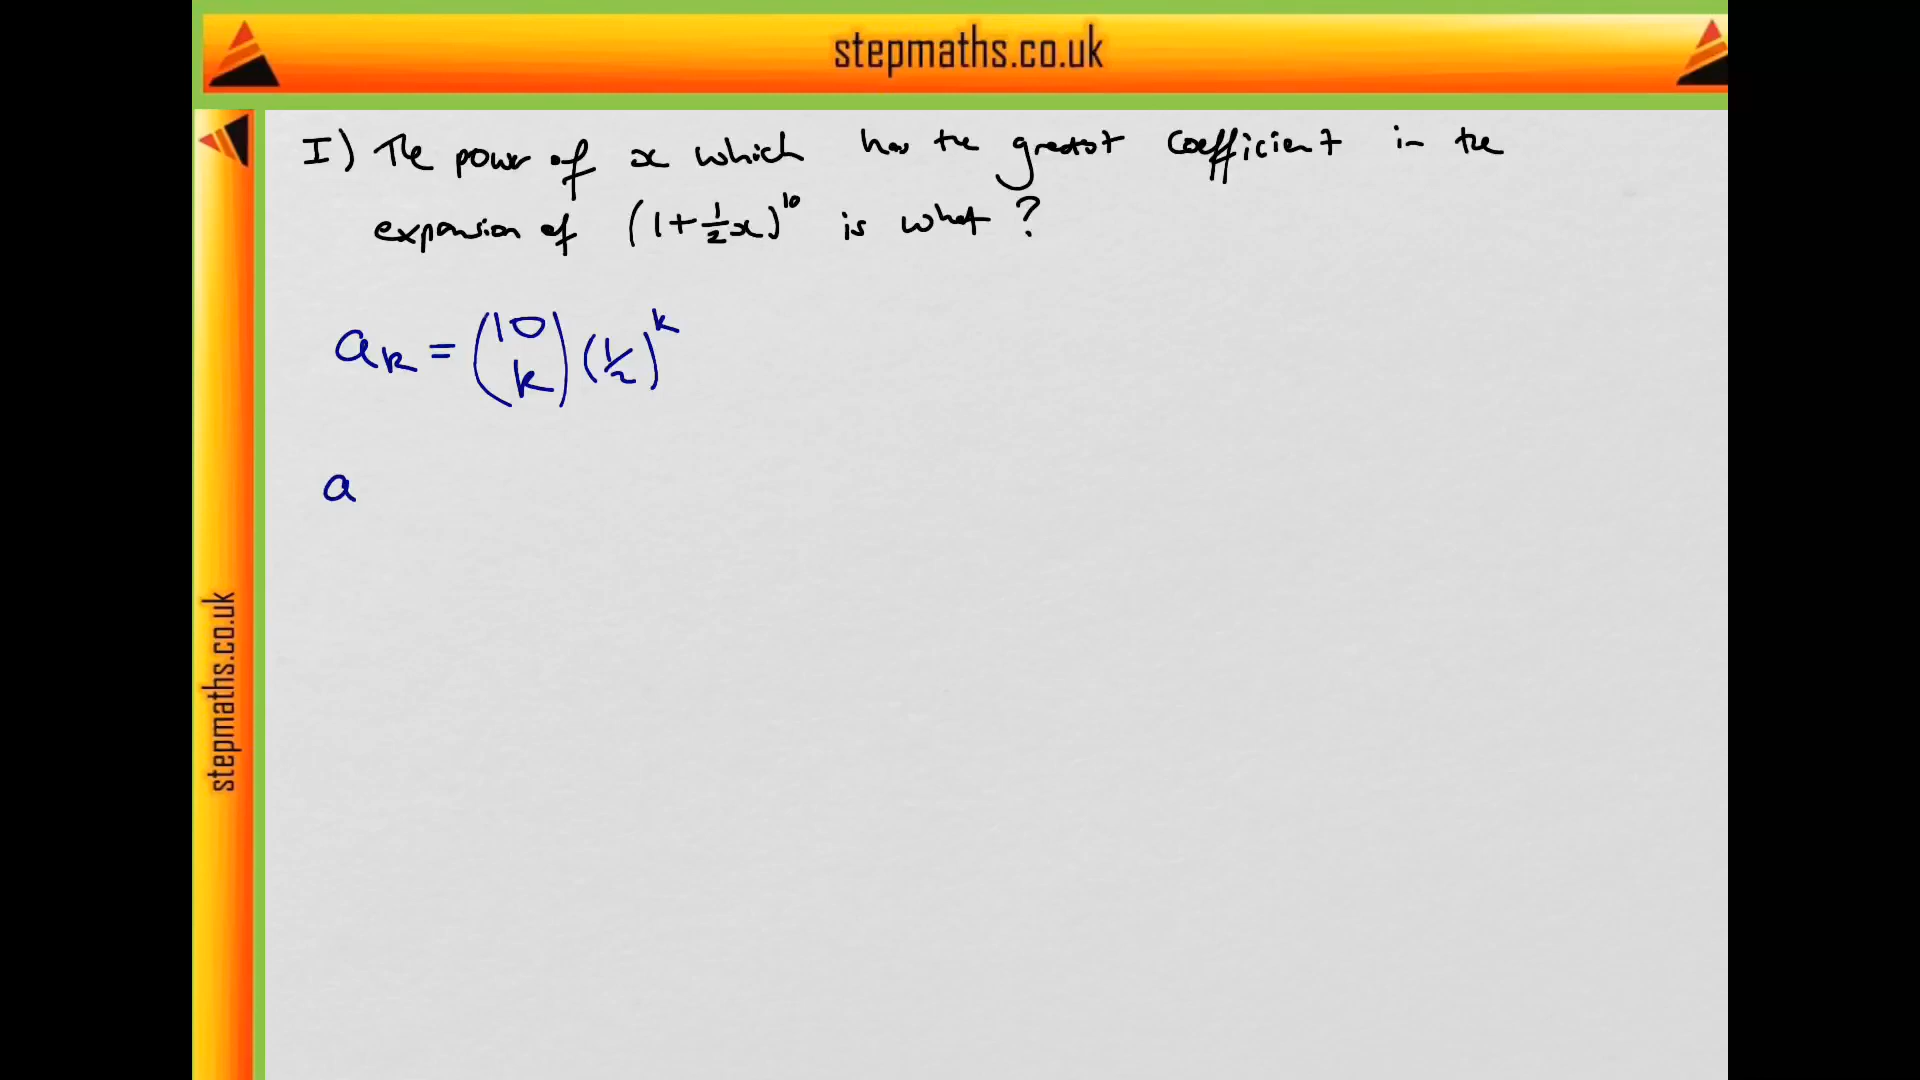 stepmaths.co.uk
I) The power of x which has the greatest coefficient in the
expansion of (1+½x)¹⁰ is what?
aₖ = (10 k) (1/2)ᵏ
a
stepmaths.co.uk